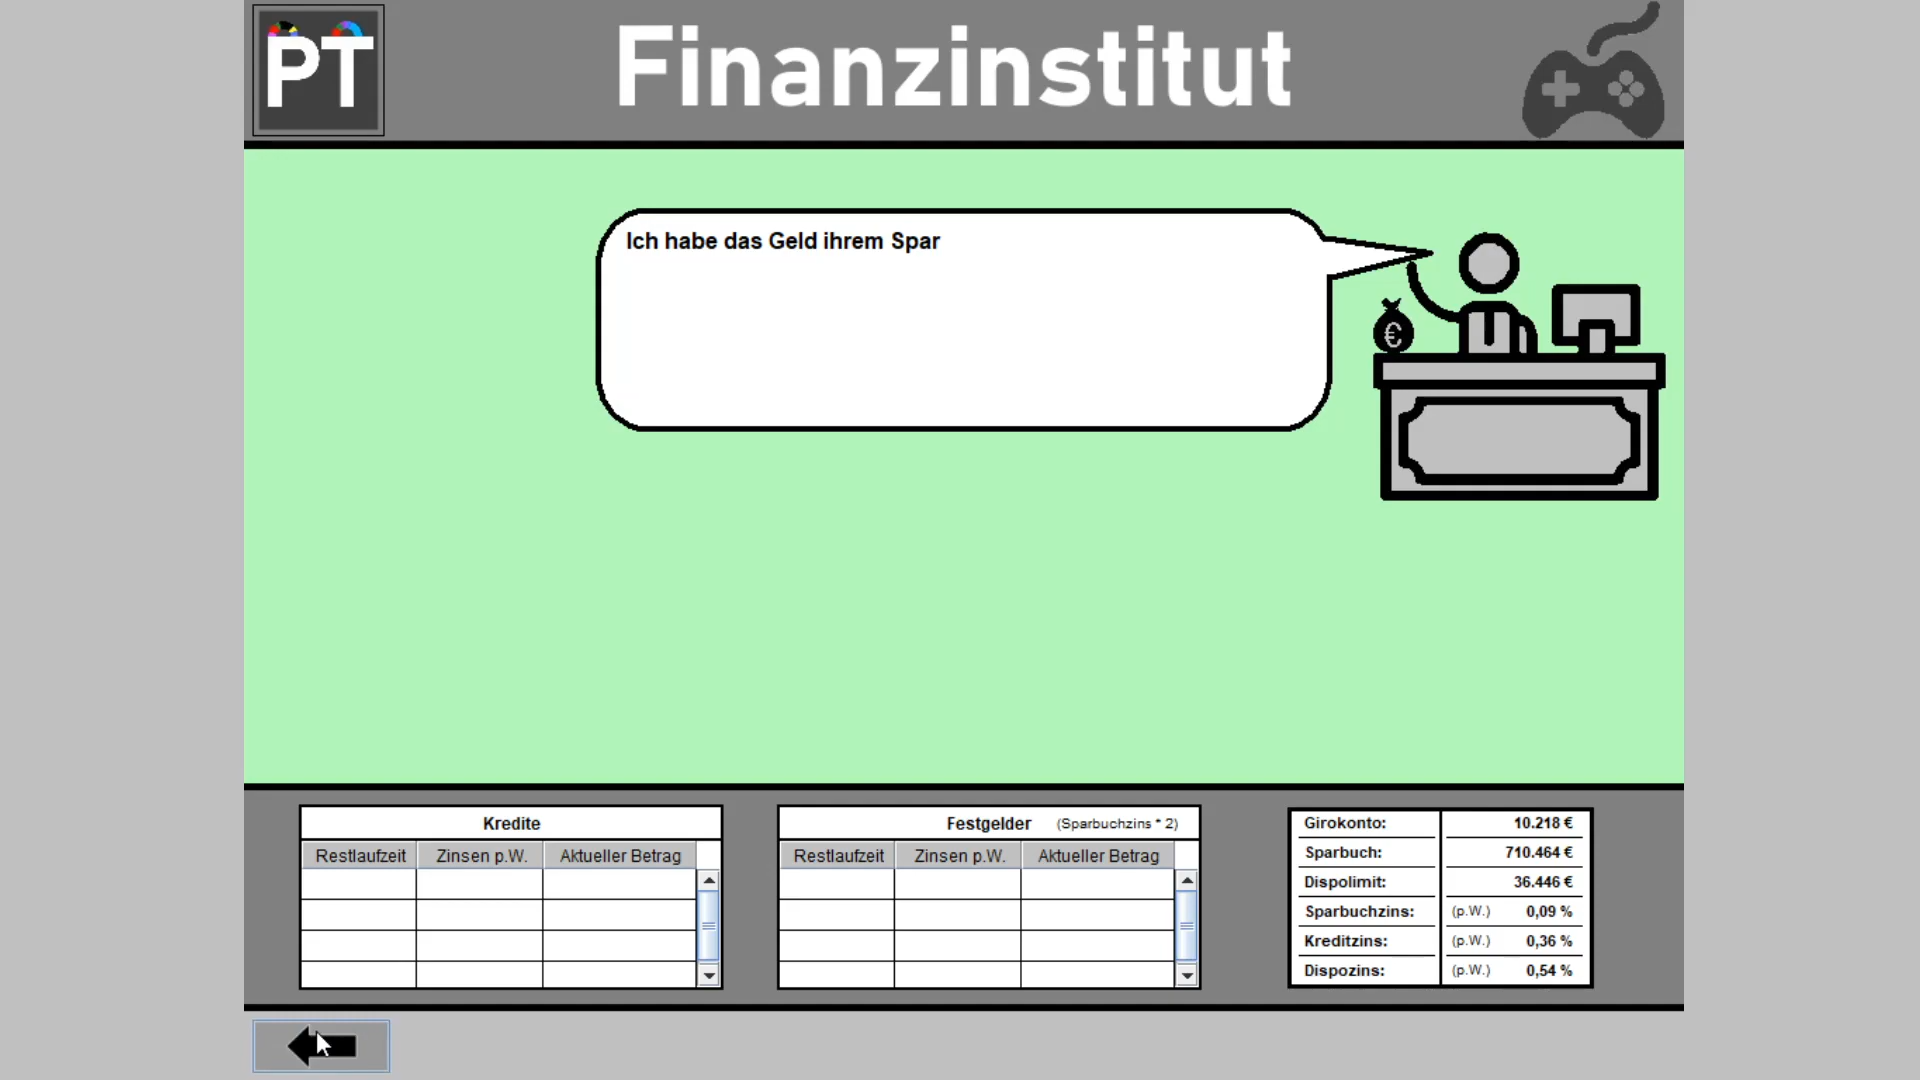 PT
Finanzinstitut
Ich habe das Geld ihrem Spar
€
Kredite
Restlaufzeit Zinsen p.W. Aktueller Betrag
Festgelder (Sparbuchzins * 2)
Restlaufzeit Zinsen p.W. Aktueller Betrag
Girokonto: 10.218 €
Sparbuch: 710.464 €
Dispolimit: 36.446 €
Sparbuchzins: (p.W.) 0,09 %
Kreditzins: (p.W.) 0,36 %
Dispozins: (p.W.) 0,54 %